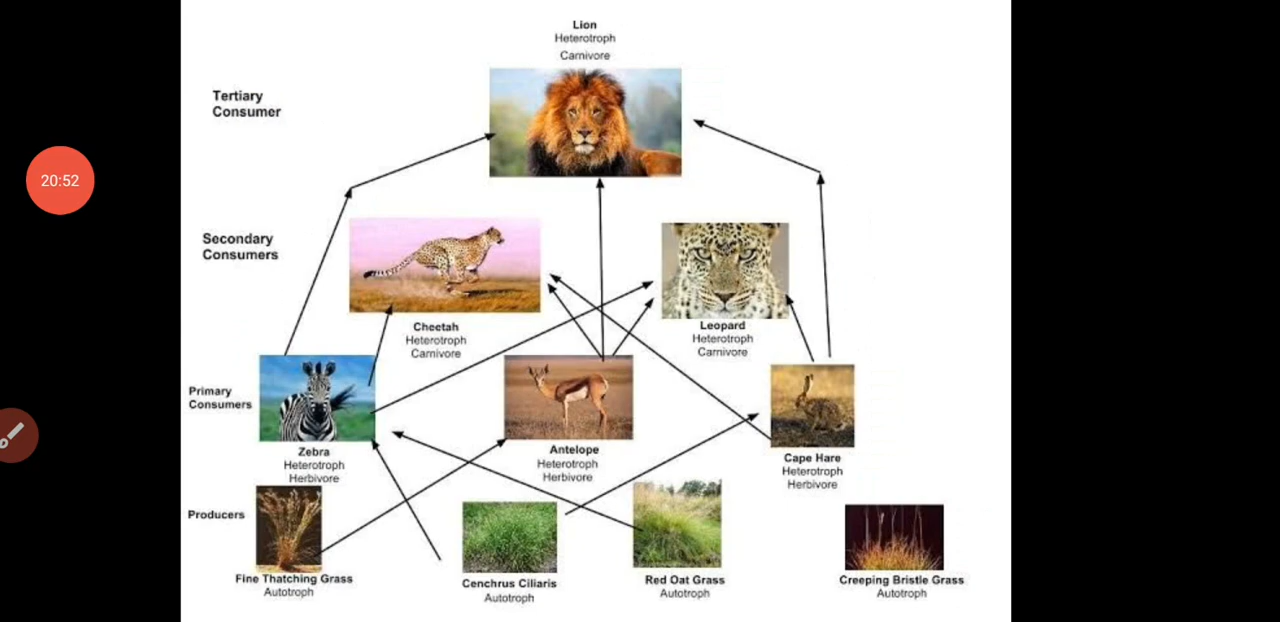 Lion
Heterotroph
Carnivore
Tertiary
Consumer
20:52
Secondary
Consumers
Cheetah
Heterotroph
Carnivore
Leopard
Heterotroph
Carnivore
Primary
Consumers
Zebra
Heterotroph
Herbivore
Antelope
Heterotroph
Herbivore
Cape Hare
Heterotroph
Herbivore
Producers
Fine Thatching Grass
Autotroph
Cenchrus Ciliaris
Autotroph
Red Oat Grass
Autotroph
Creeping Bristle Grass
Autotroph